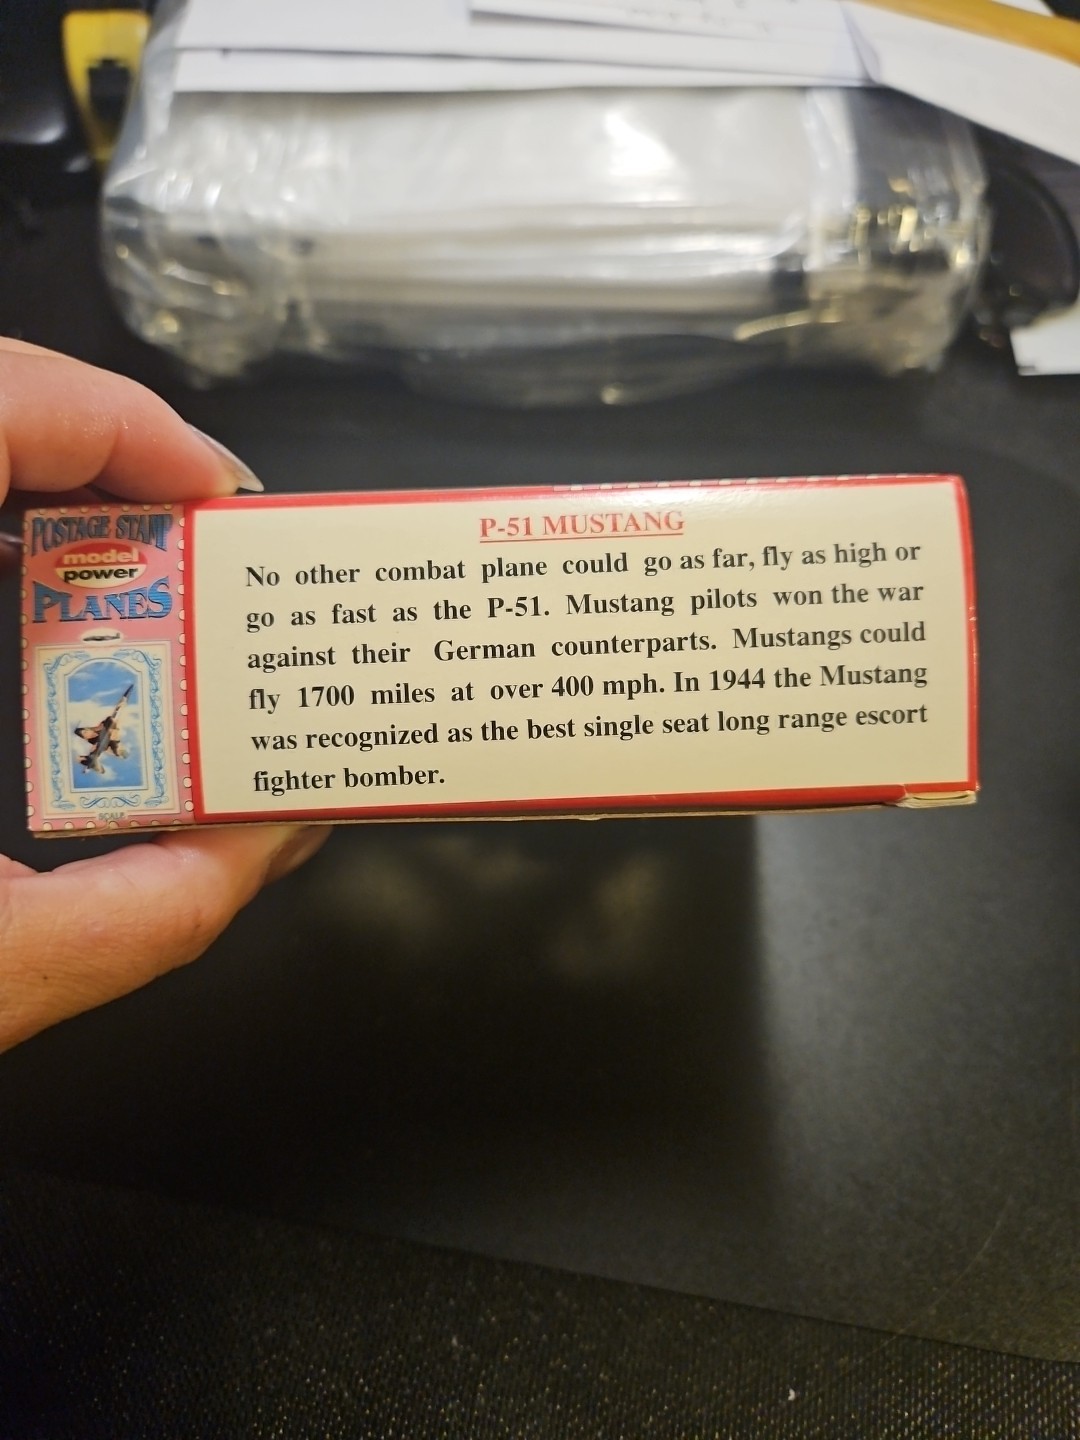 POSTAGE STAMP
model
power
PLANES
SCALE
P-51 MUSTANG
No other combat plane could go as far, fly as high or
go as fast as the P-51. Mustang pilots won the war
against their German counterparts. Mustangs could
fly 1700 miles at over 400 mph. In 1944 the Mustang
was recognized as the best single seat long range escort
fighter bomber.